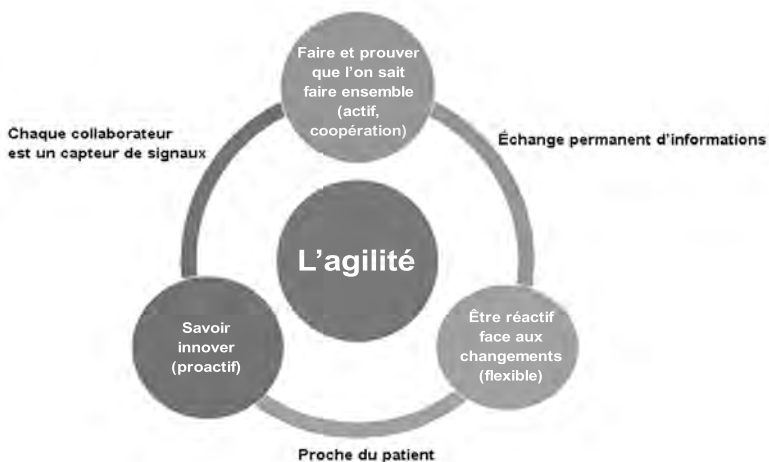 Faire et prouver
que l'on sait
faire ensemble
(actif,
coopération)
Chaque collaborateur
est un capteur de signaux
Échange permanent d'informations
L'agilité
Savoir
innover
(proactif)
Être réactif
face aux
changements
(flexible)
Proche du patient